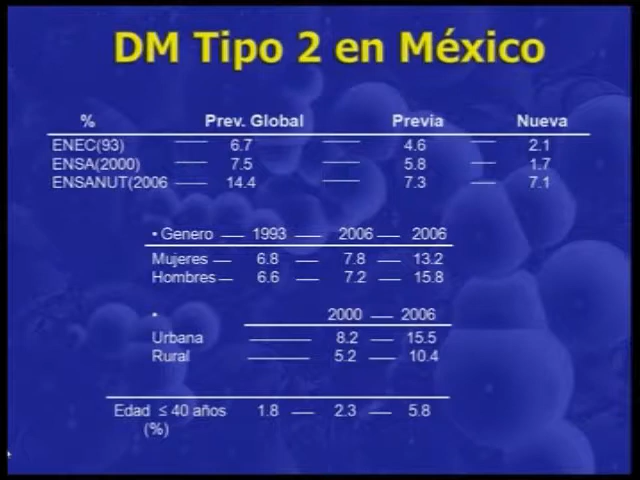 DM Tipo 2 en México
% Prev. Global Previa Nueva
ENEC(93) 6.7 4.6 2.1
ENSA(2000) 7.5 5.8 1.7
ENSANUT(2006 14.4 7.3 7.1
• Genero 1993 2006 2006
Mujeres 6.8 7.8 13.2
Hombres 6.6 7.2 15.8
• 2000 2006
Urbana 8.2 15.5
Rural 5.2 10.4
Edad ≤ 40 años 1.8 2.3 5.8
(%)